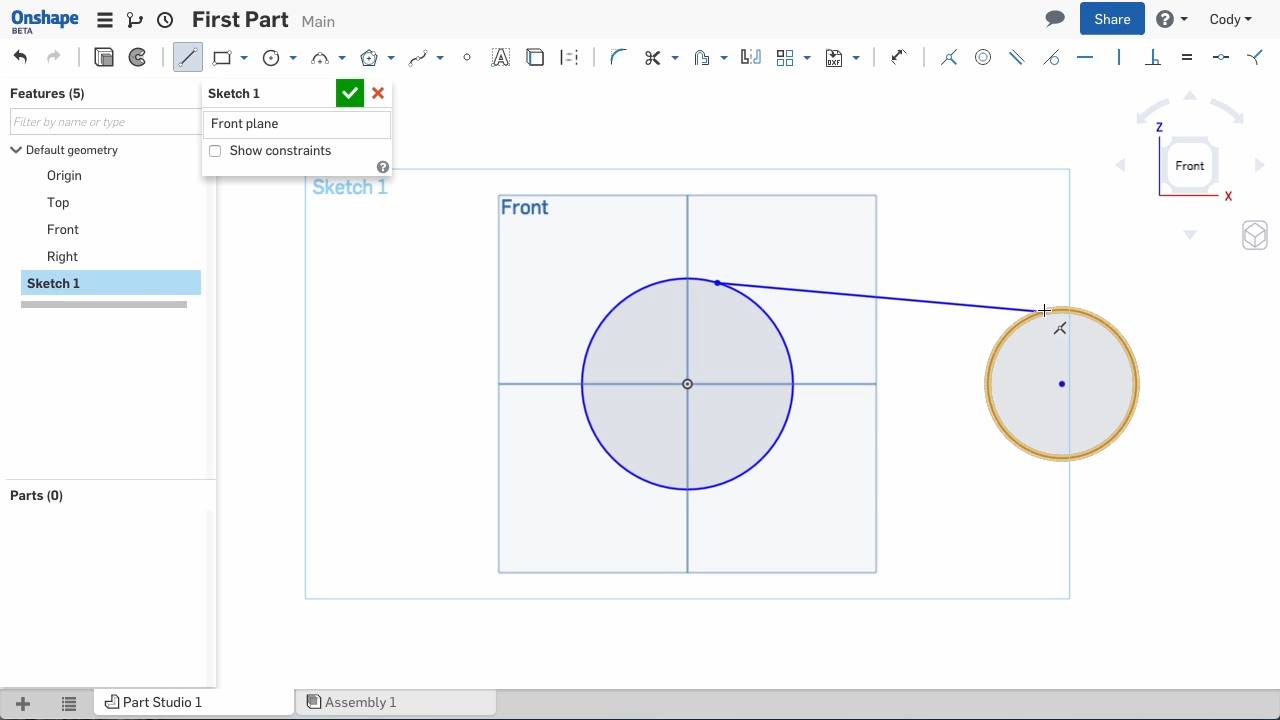 Onshape
BETA
First Part Main
Share
?
Cody
A
DXF
Features (5)
Filter by name or type
Default geometry
Origin
Top
Front
Right
Sketch 1
Parts (0)
Sketch 1
Front plane
Show constraints
?
Sketch 1
Front
Z
Front
X
Part Studio 1
Assembly 1